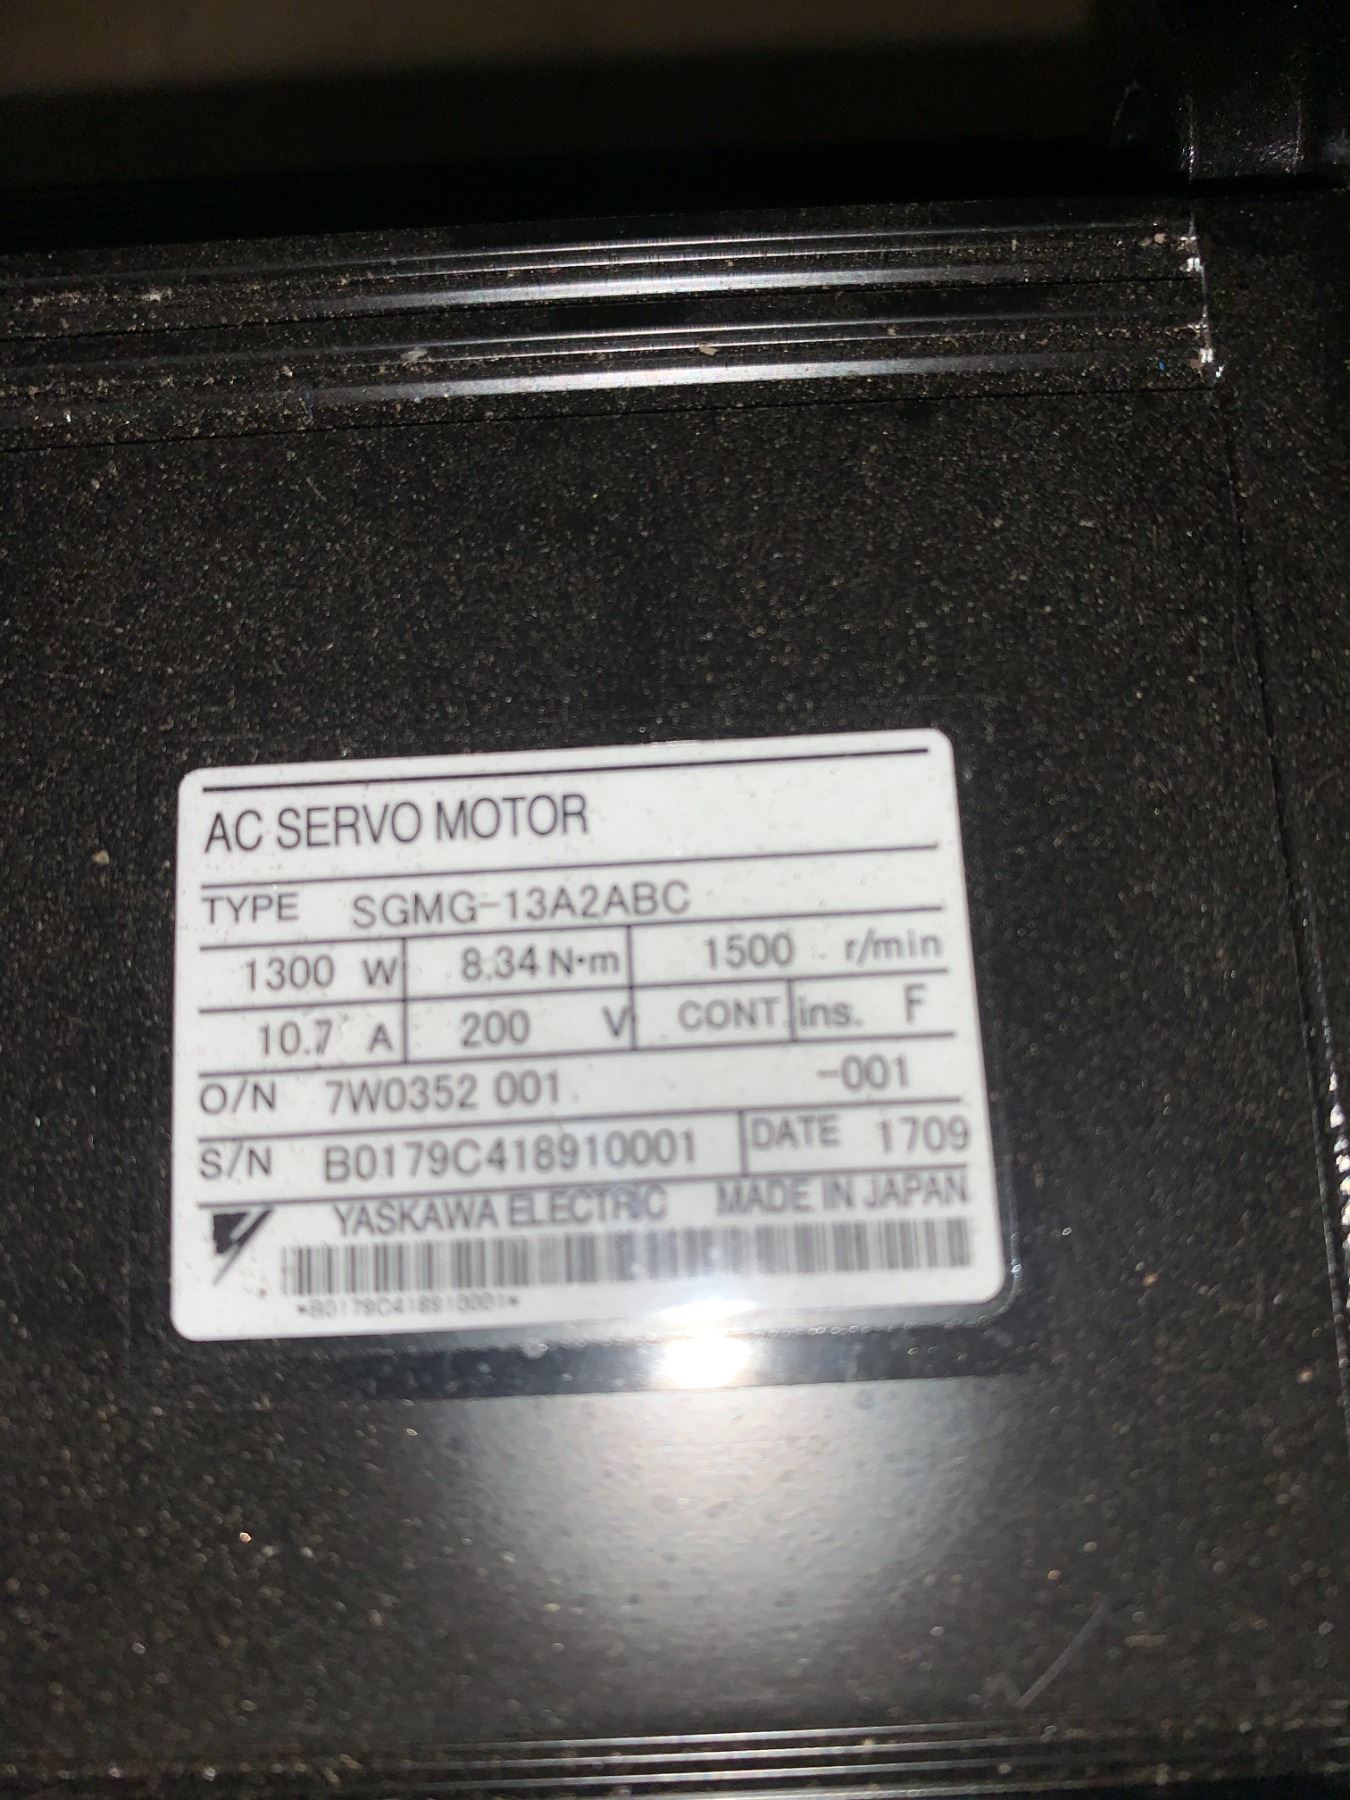 AC SERVO MOTOR
TYPE SGMG-13A2ABC
1300 W 8.34 N·m 1500 r/min
10.7 A 200 V CONT. ins. F
O/N 7W0352 001 -001
S/N B0179C418910001 DATE 1709
YASKAWA ELECTRIC MADE IN JAPAN
*B0179C418910001*